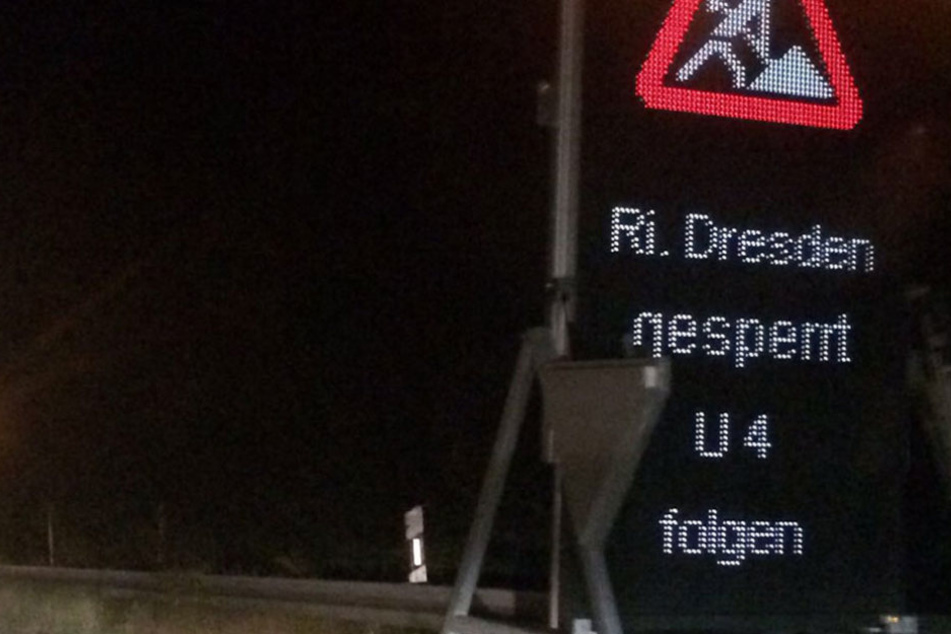 Ri. Dresden
gesperrt
U 4
folgen